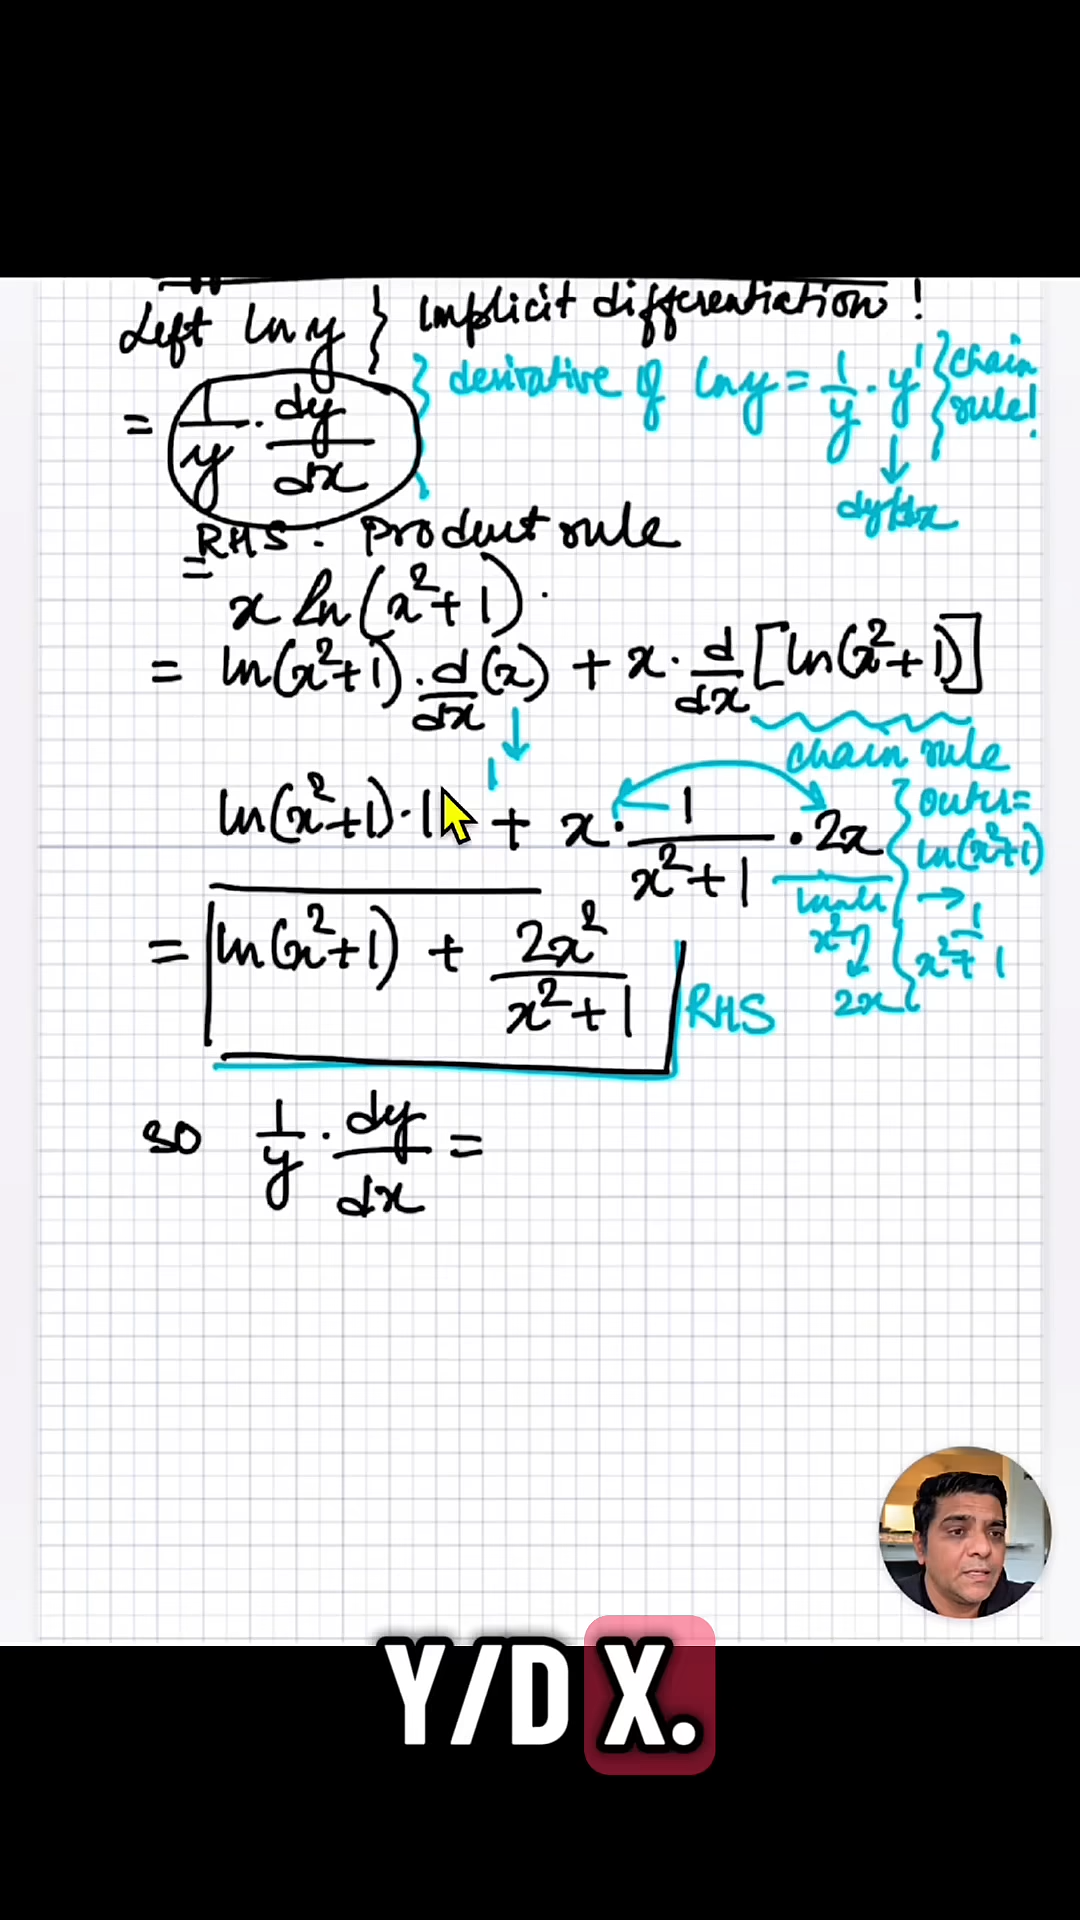 Left ln y } Implicit differentiation !
} derivative of ln y = 1/y · y' } chain rule!
= 1/y · dy/dx
dy/dx
RHS : Product rule
=
x ln(x²+1) ·
= ln(x²+1) · d/dx (x) + x · d/dx [ln(x²+1)]
chain rule
1
ln(x²+1) · 1 + x · 1/(x²+1) · 2x
outer =
ln(x²+1)
→ 1/(x²+1)
x²
2x
= ln(x²+1) + 2x²/(x²+1)
RHS
so 1/y · dy/dx =
Y/D X.